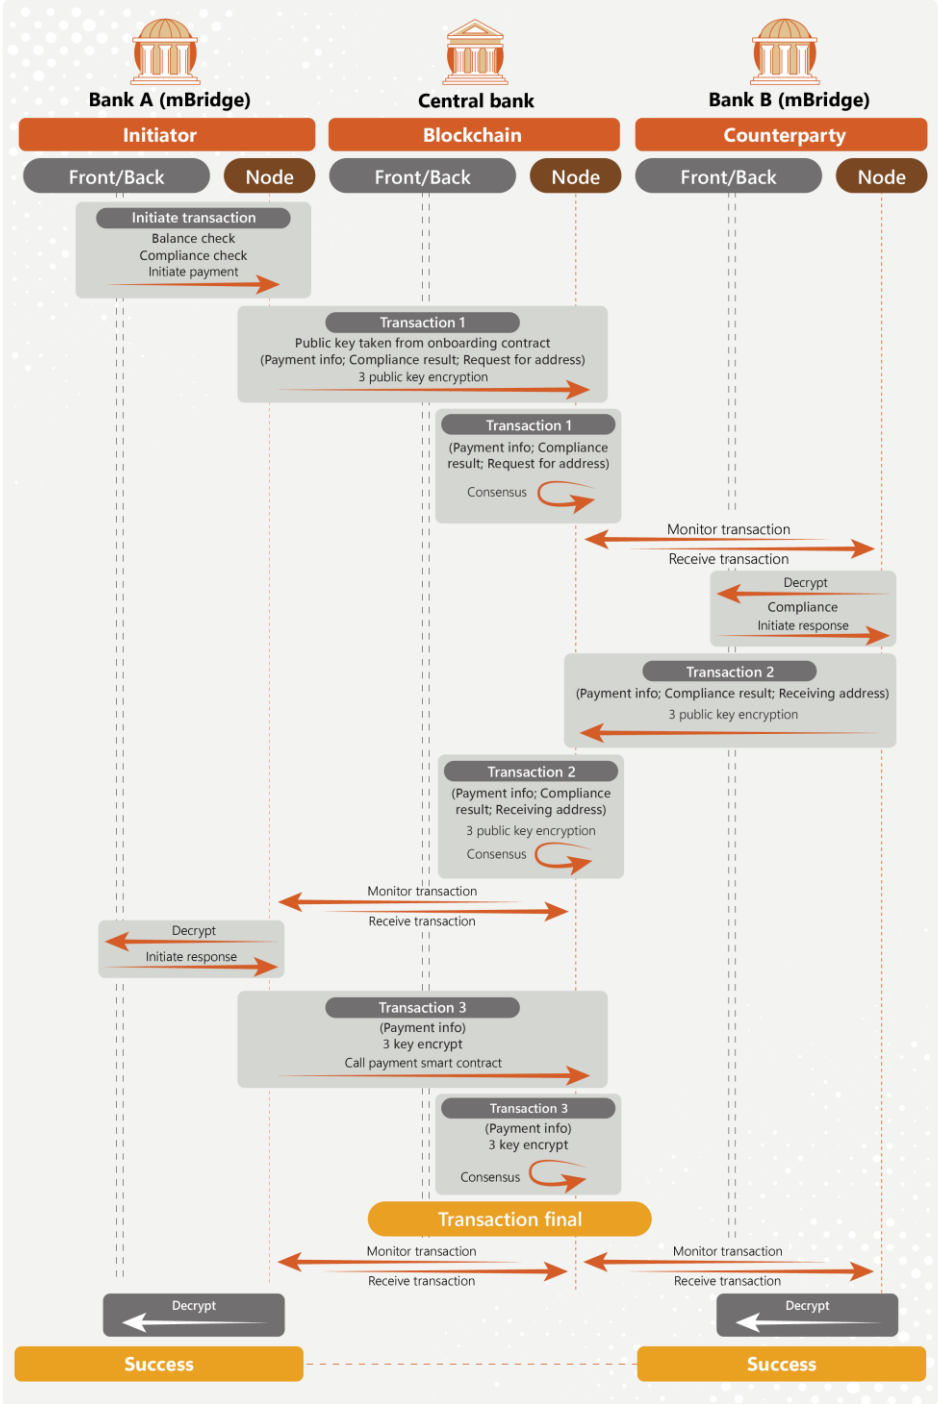 Bank A (mBridge)
Central bank
Bank B (mBridge)
Initiator
Blockchain
Counterparty
Front/Back
Node
Front/Back
Node
Front/Back
Node
Initiate transaction
Balance check
Compliance check
Initiate payment
Transaction 1
Public key taken from onboarding contract
(Payment info; Compliance result; Request for address)
3 public key encryption
Transaction 1
(Payment info; Compliance
result; Request for address)
Consensus
Monitor transaction
Receive transaction
Decrypt
Compliance
Initiate response
Transaction 2
(Payment info; Compliance result; Receiving address)
3 public key encryption
Transaction 2
(Payment info; Compliance
result; Receiving address)
3 public key encryption
Consensus
Monitor transaction
Receive transaction
Decrypt
Initiate response
Transaction 3
(Payment info)
3 key encrypt
Call payment smart contract
Transaction 3
(Payment info)
3 key encrypt
Consensus
Transaction final
Monitor transaction
Receive transaction
Monitor transaction
Receive transaction
Decrypt
Decrypt
Success
Success